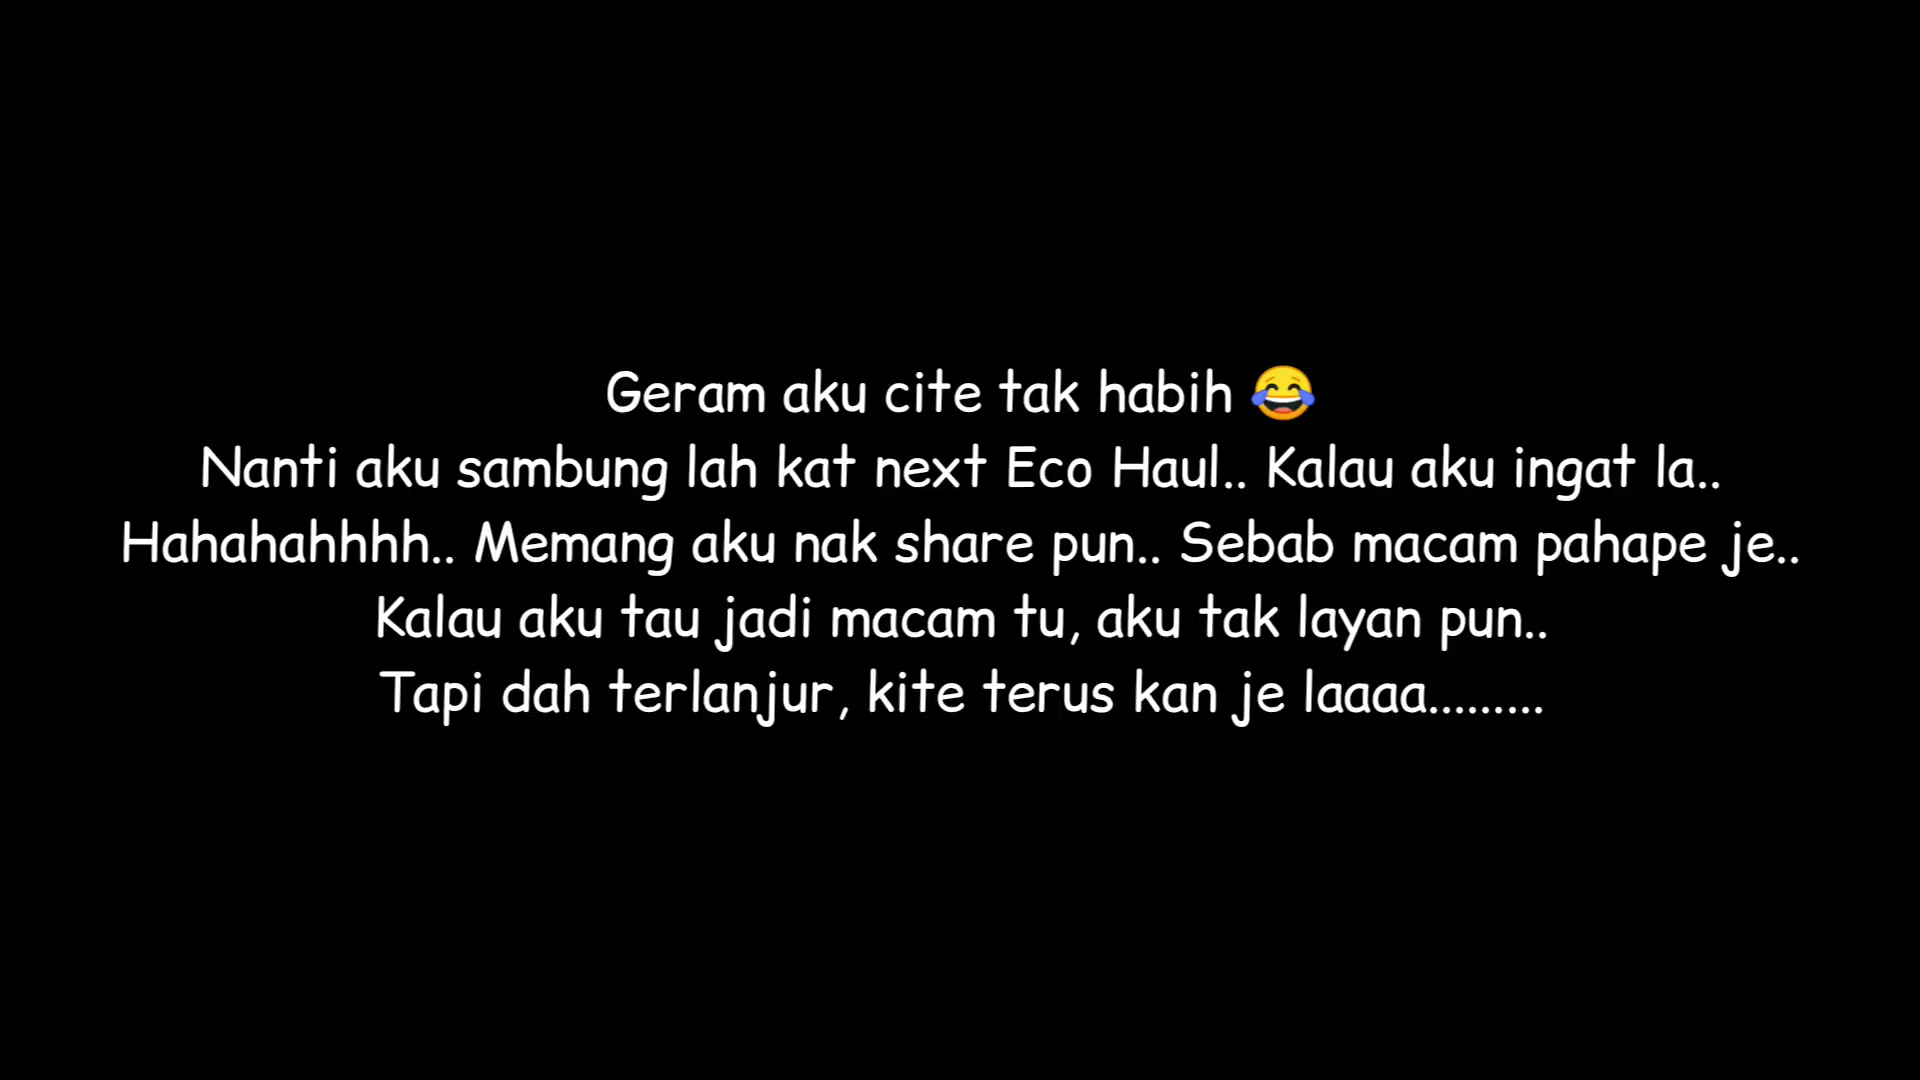 Geram aku cite tak habih 😂
Nanti aku sambung lah kat next Eco Haul.. Kalau aku ingat la..
Hahahahhhh.. Memang aku nak share pun.. Sebab macam pahape je..
Kalau aku tau jadi macam tu, aku tak layan pun..
Tapi dah terlanjur, kite terus kan je laaaa.........